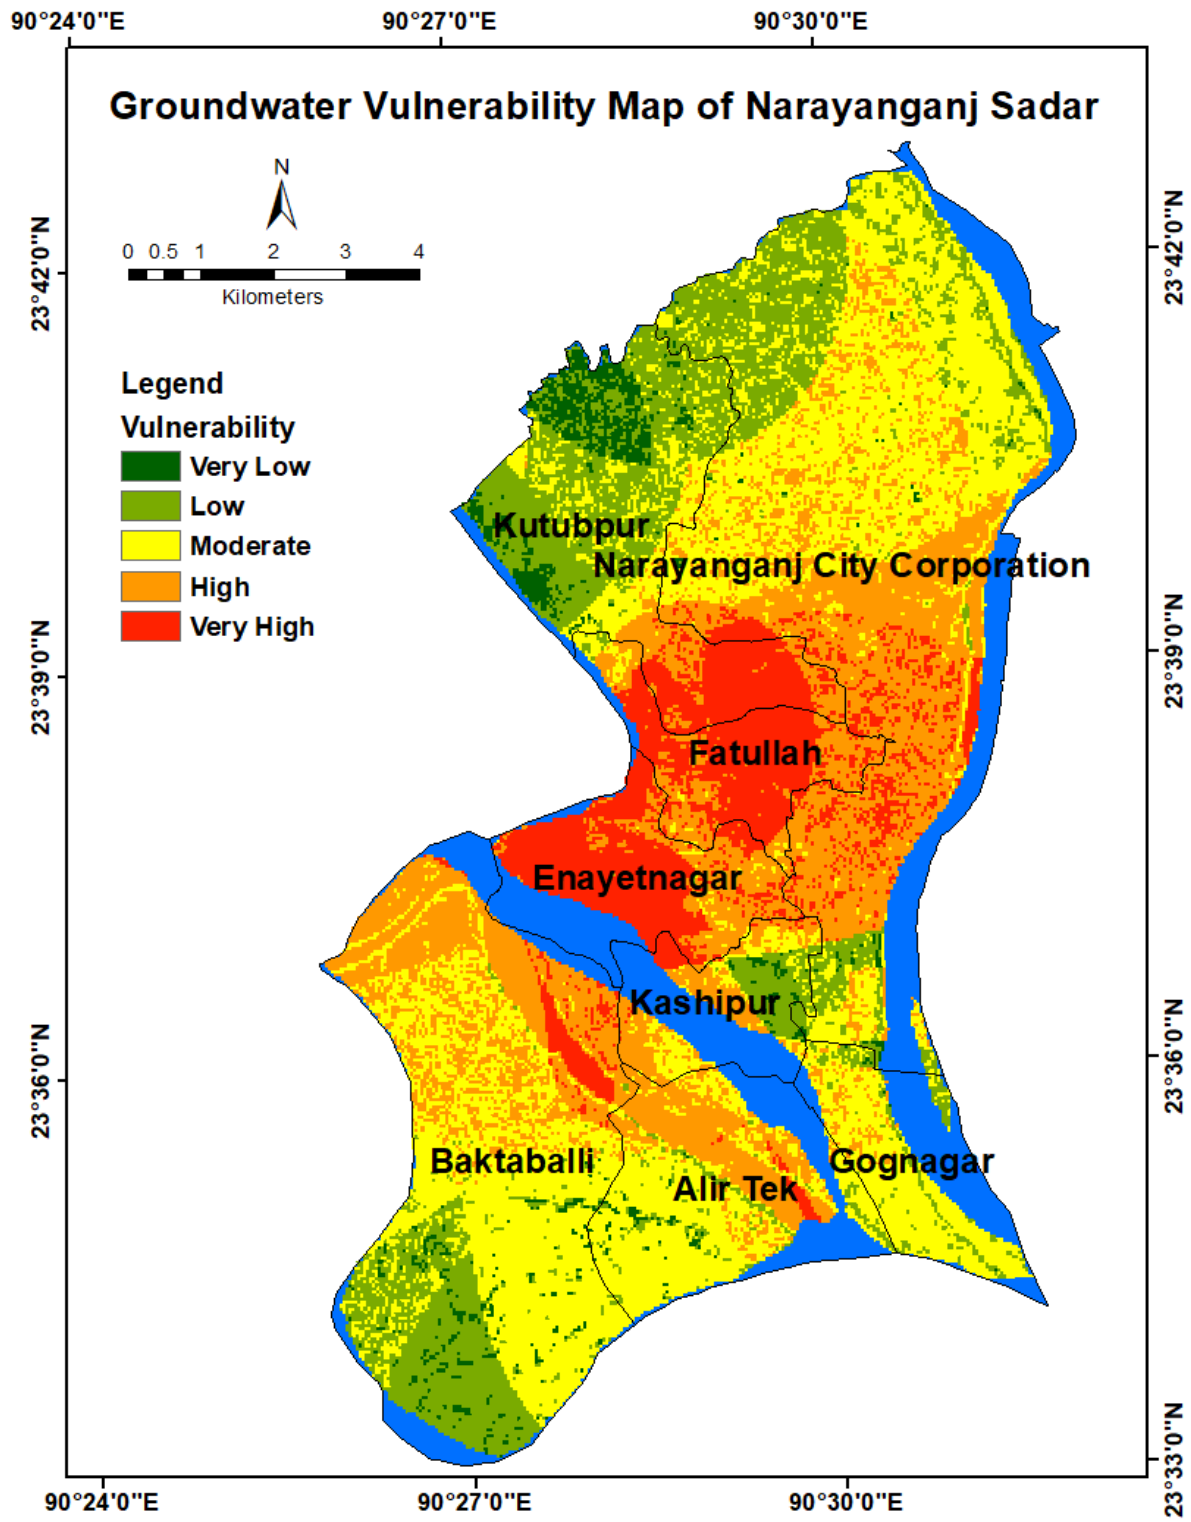 90°24'0"E 90°27'0"E 90°30'0"E
Groundwater Vulnerability Map of Narayanganj Sadar
N
0 0.5 1 2 3 4
Kilometers
23°42'0"N
23°42'0"N
Legend
Vulnerability
Very Low
Low
Moderate
High
Very High
Kutubpur
Narayanganj City Corporation
23°39'0"N
23°39'0"N
Fatullah
Enayetnagar
Kashipur
23°36'0"N
23°36'0"N
Baktaballi
Gognagar
Alir Tek
23°33'0"N
90°24'0"E 90°27'0"E 90°30'0"E